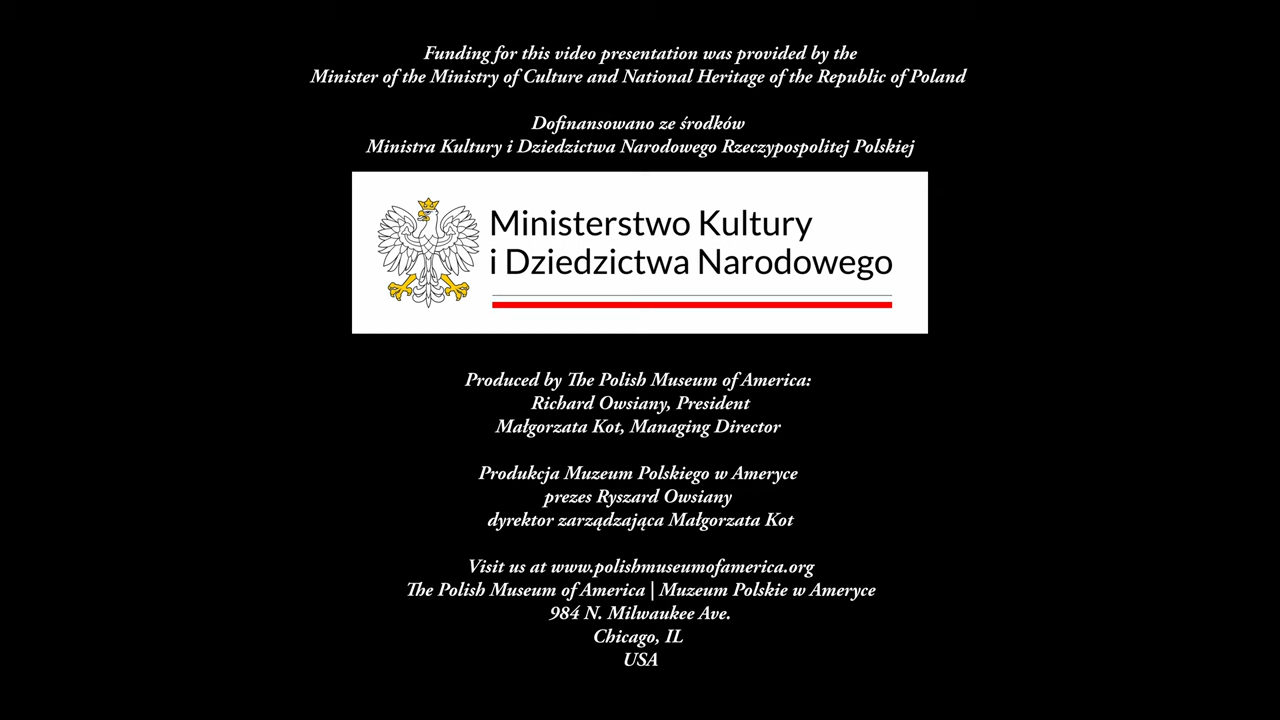 Funding for this video presentation was provided by the
Minister of the Ministry of Culture and National Heritage of the Republic of Poland
Dofinansowano ze środków
Ministra Kultury i Dziedzictwa Narodowego Rzeczypospolitej Polskiej
Ministerstwo Kultury
i Dziedzictwa Narodowego
Produced by The Polish Museum of America:
Richard Owsiany, President
Małgorzata Kot, Managing Director
Produkcja Muzeum Polskiego w Ameryce
prezes Ryszard Owsiany
dyrektor zarządzająca Małgorzata Kot
Visit us at www.polishmuseumofamerica.org
The Polish Museum of America | Muzeum Polskie w Ameryce
984 N. Milwaukee Ave.
Chicago, IL
USA